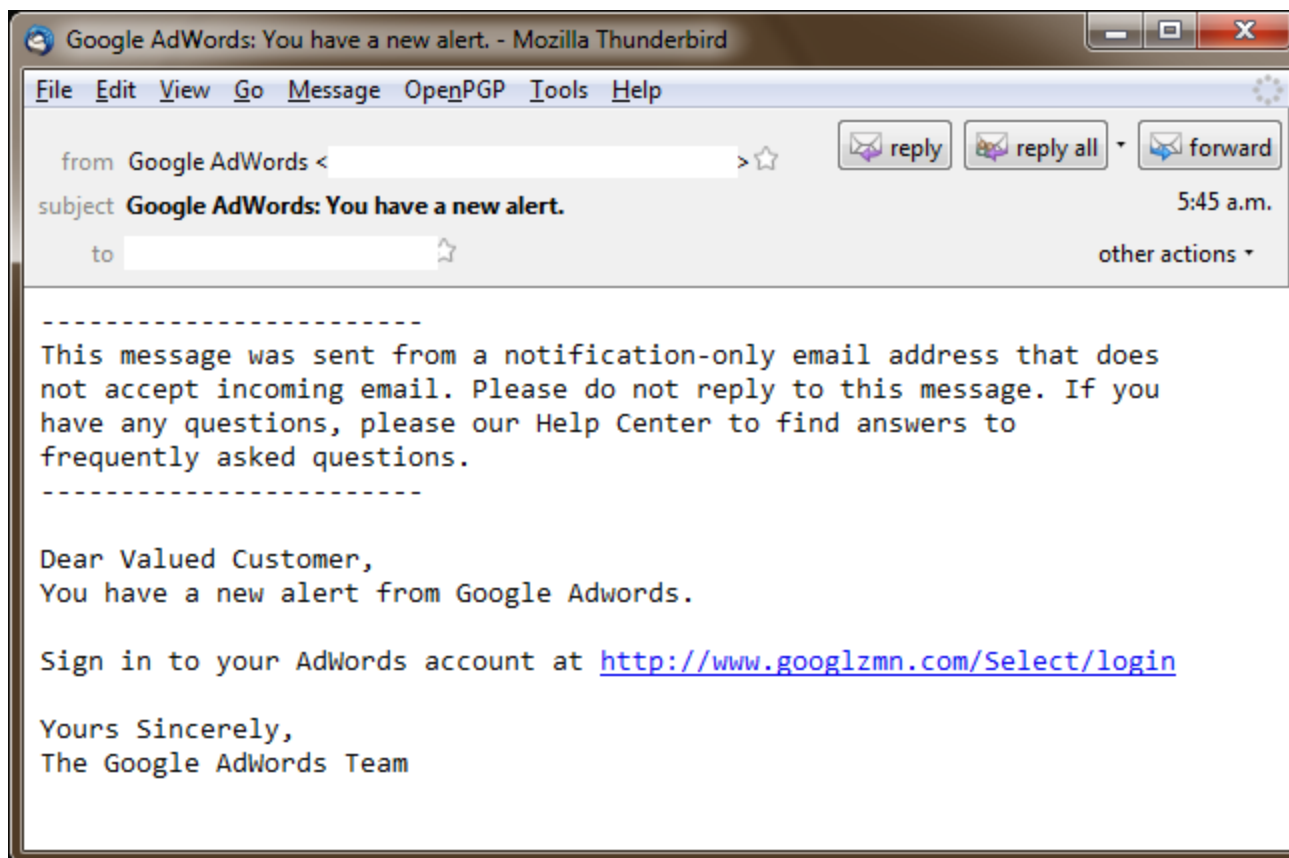 Google AdWords: You have a new alert. - Mozilla Thunderbird
File Edit View Go Message OpenPGP Tools Help
from Google AdWords < > reply reply all forward
subject Google AdWords: You have a new alert. 5:45 a.m.
to other actions
------------------------
This message was sent from a notification-only email address that does
not accept incoming email. Please do not reply to this message. If you
have any questions, please our Help Center to find answers to
frequently asked questions.
------------------------
Dear Valued Customer,
You have a new alert from Google Adwords.
Sign in to your AdWords account at http://www.googlzmn.com/Select/login
Yours Sincerely,
The Google AdWords Team